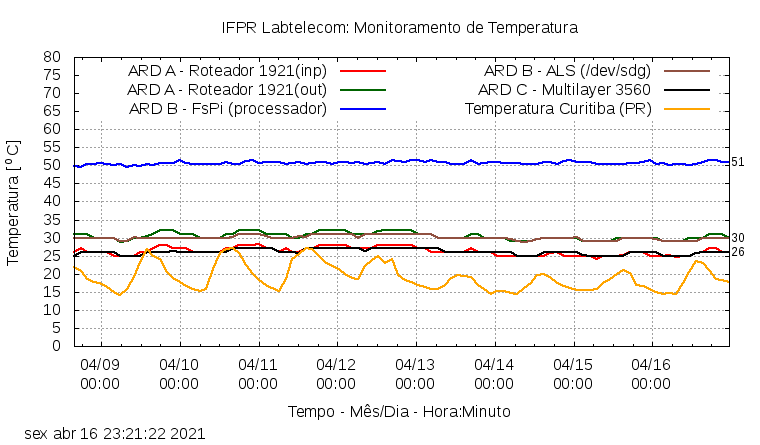 IFPR Labtelecom: Monitoramento de Temperatura
Temperatura [ºC]
80
75
70
65
60
55
50
45
40
35
30
25
20
15
10
5
0
ARD A - Roteador 1921(inp)
ARD A - Roteador 1921(out)
ARD B - FsPi (processador)
ARD B - ALS (/dev/sdg)
ARD C - Multilayer 3560
Temperatura Curitiba (PR)
51
30
26
04/09 04/10 04/11 04/12 04/13 04/14 04/15 04/16
00:00 00:00 00:00 00:00 00:00 00:00 00:00 00:00
Tempo - Mês/Dia - Hora:Minuto
sex abr 16 23:21:22 2021